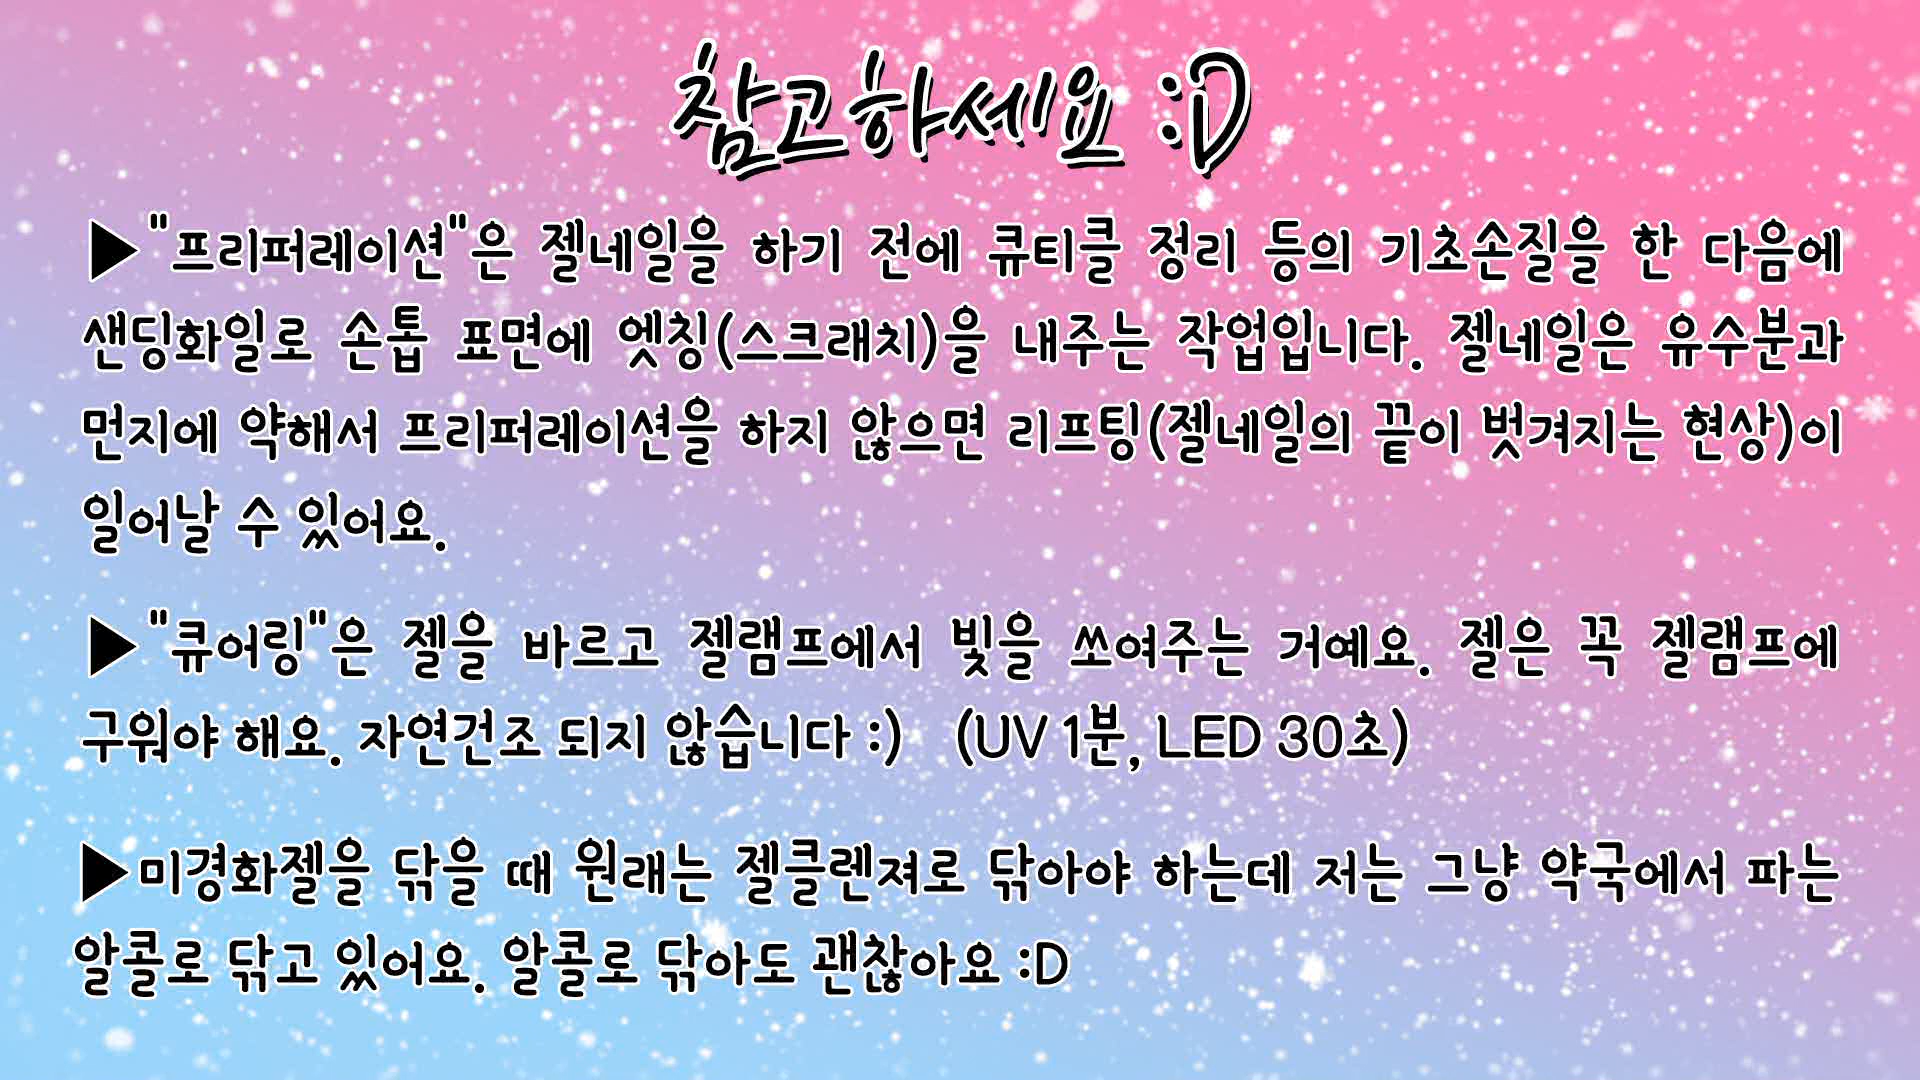 참고하세요 :D
▶"프리퍼레이션"은 젤네일을 하기 전에 큐티클 정리 등의 기초손질을 한 다음에
샌딩화일로 손톱 표면에 엣칭(스크래치)을 내주는 작업입니다. 젤네일은 유수분과
먼지에 약해서 프리퍼레이션을 하지 않으면 리프팅(젤네일의 끝이 벗겨지는 현상)이
일어날 수 있어요.
▶"큐어링"은 젤을 바르고 젤램프에서 빛을 쏘여주는 거예요. 젤은 꼭 젤램프에
구워야 해요. 자연건조 되지 않습니다 :) (UV 1분, LED 30초)
▶미경화젤을 닦을 때 원래는 젤클렌져로 닦아야 하는데 저는 그냥 약국에서 파는
알콜로 닦고 있어요. 알콜로 닦아도 괜찮아요 :D